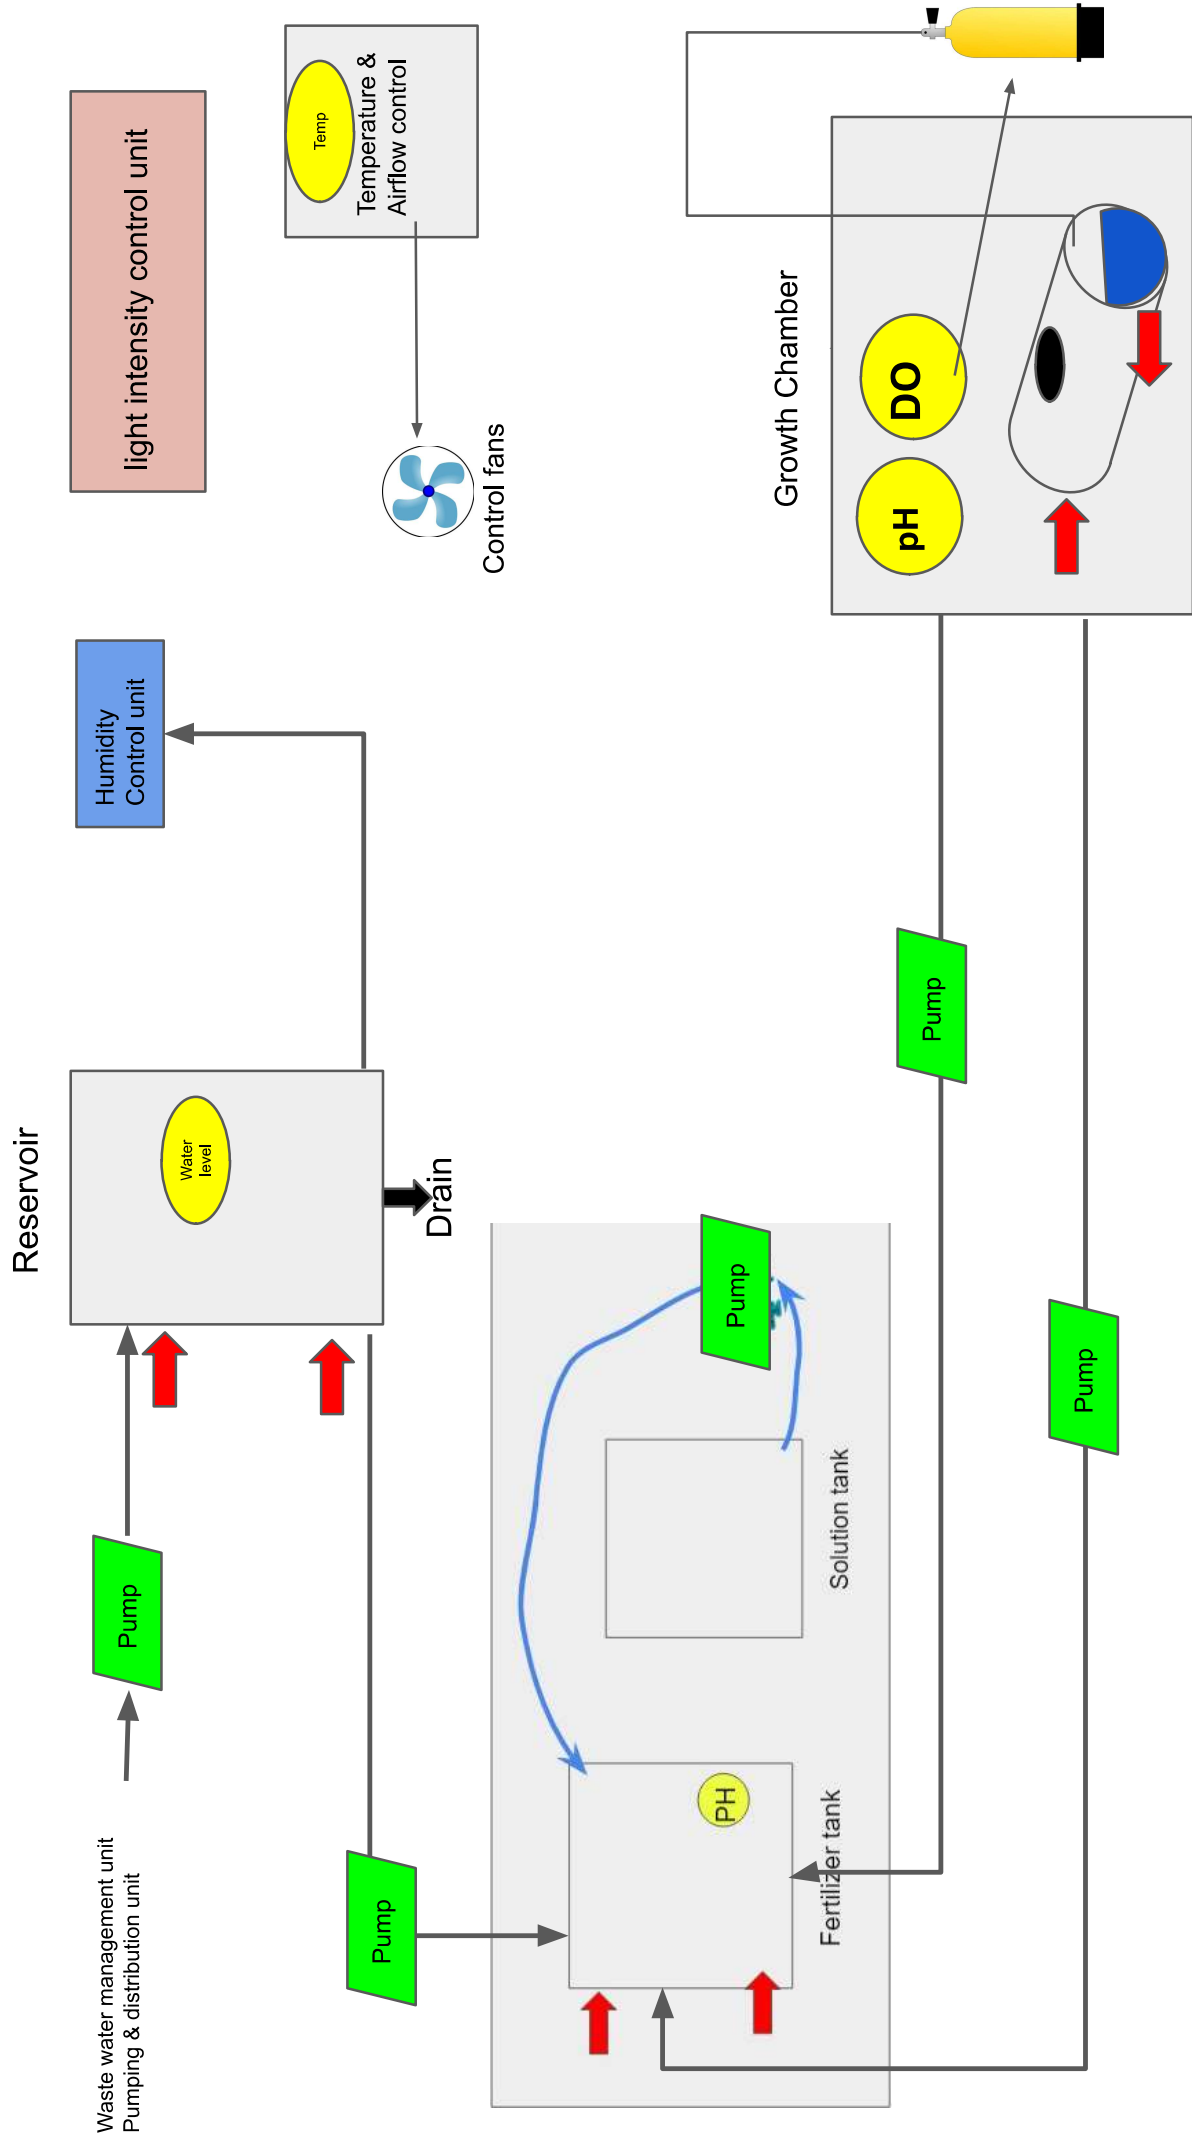 Waste water management unit
Pumping & distribution unit
Pump
Reservoir
Water
level
Drain
Humidity
Control unit
light intensity control unit
Temp
Temperature &
Airflow control
Control fans
Pump
Fertilizer tank
PH
Solution tank
Pump
Pump
Pump
Growth Chamber
pH
DO